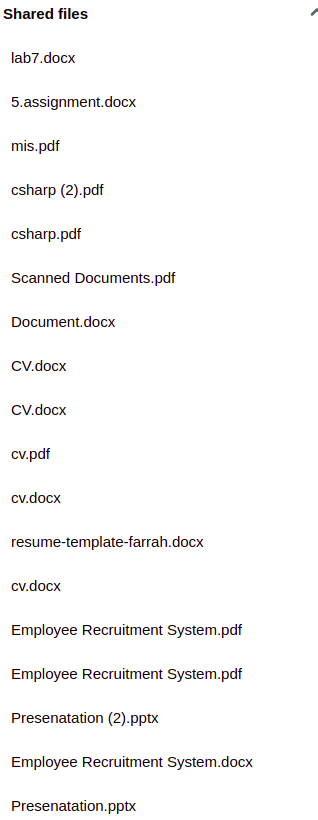 Shared files
lab7.docx
5.assignment.docx
mis.pdf
csharp (2).pdf
csharp.pdf
Scanned Documents.pdf
Document.docx
CV.docx
CV.docx
cv.pdf
cv.docx
resume-template-farrah.docx
cv.docx
Employee Recruitment System.pdf
Employee Recruitment System.pdf
Presenatation (2).pptx
Employee Recruitment System.docx
Presenatation.pptx